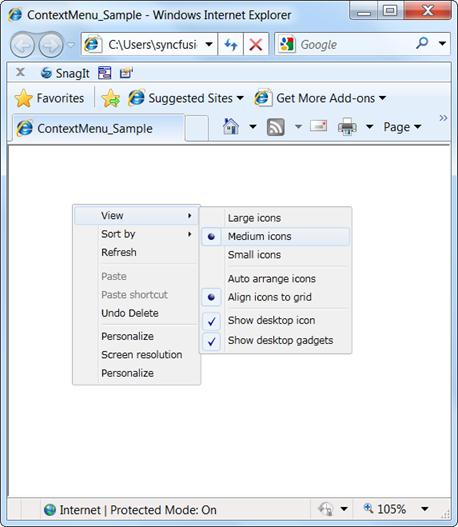 ContextMenu_Sample - Windows Internet Explorer
C:\Users\syncfusi
Google
x SnagIt
Favorites Suggested Sites Get More Add-ons
ContextMenu_Sample Page »
View
Sort by
Refresh
Paste
Paste shortcut
Undo Delete
Personalize
Screen resolution
Personalize
Large icons
Medium icons
Small icons
Auto arrange icons
Align icons to grid
Show desktop icon
Show desktop gadgets
Internet | Protected Mode: On 105%